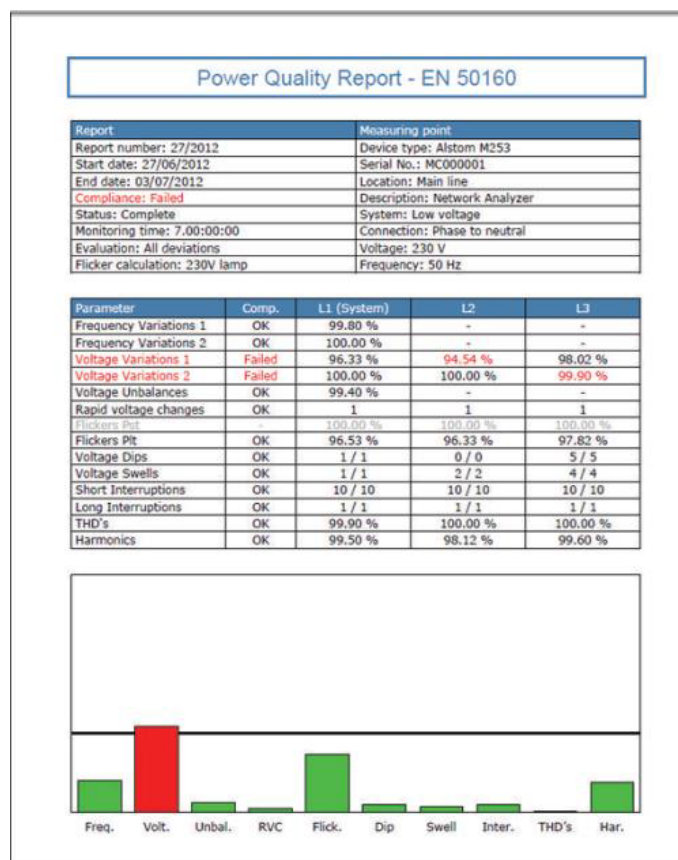 Power Quality Report - EN 50160
Report Measuring point
Report number: 27/2012 Device type: Alstom M253
Start date: 27/06/2012 Serial No.: MC000001
End date: 03/07/2012 Location: Main line
Compliance: Failed Description: Network Analyzer
Status: Complete System: Low voltage
Monitoring time: 7.00:00:00 Connection: Phase to neutral
Evaluation: All deviations Voltage: 230 V
Flicker calculation: 230V lamp Frequency: 50 Hz
Parameter Comp. L1 (System) L2 L3
Frequency Variations 1 OK 99.80 % - -
Frequency Variations 2 OK 100.00 % - -
Voltage Variations 1 Failed 96.33 % 94.54 % 98.02 %
Voltage Variations 2 Failed 100.00 % 100.00 % 99.90 %
Voltage Unbalances OK 99.40 % - -
Rapid voltage changes OK 1 1 1
Flickers Pst - 100.00 % 100.00 % 100.00 %
Flickers Plt OK 96.53 % 96.33 % 97.82 %
Voltage Dips OK 1 / 1 0 / 0 5 / 5
Voltage Swells OK 1 / 1 2 / 2 4 / 4
Short Interruptions OK 10 / 10 10 / 10 10 / 10
Long Interruptions OK 1 / 1 1 / 1 1 / 1
THD's OK 99.90 % 100.00 % 100.00 %
Harmonics OK 99.50 % 98.12 % 99.60 %
Freq. Volt. Unbal. RVC Flick. Dip Swell Inter. THD's Har.